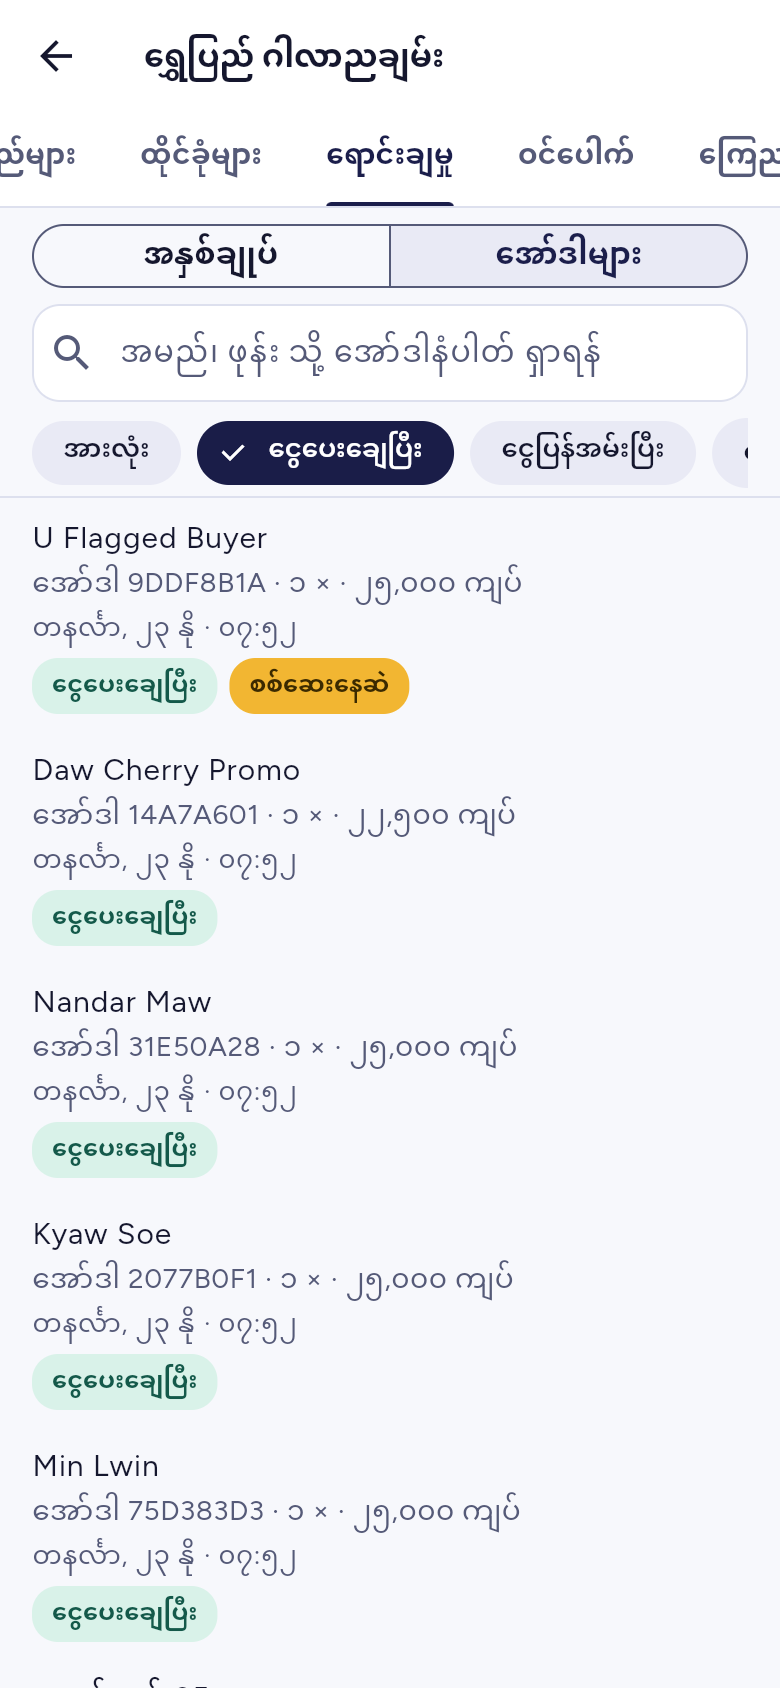 ရွှေပြည် ဂါလာညချမ်း
ထိုင်ခုံများ ရောင်းချမှု ဝင်ပေါက်
အနှစ်ချုပ် အော်ဒါများ
အမည်၊ ဖုန်း သို့ အော်ဒါနံပါတ် ရှာရန်
အားလုံး ငွေပေးချေပြီး ငွေပြန်အမ်းပြီး
U Flagged Buyer
အော်ဒါ 9DDF8B1A · ၁ × · ၂၅,၀၀၀ ကျပ်
တနင်္လာ, ၂၃ နို · ၀၇:၅၂
ငွေပေးချေပြီး စစ်ဆေးနေဆဲ
Daw Cherry Promo
အော်ဒါ 14A7A601 · ၁ × · ၂၂,၅၀၀ ကျပ်
တနင်္လာ, ၂၃ နို · ၀၇:၅၂
ငွေပေးချေပြီး
Nandar Maw
အော်ဒါ 31E50A28 · ၁ × · ၂၅,၀၀၀ ကျပ်
တနင်္လာ, ၂၃ နို · ၀၇:၅၂
ငွေပေးချေပြီး
Kyaw Soe
အော်ဒါ 2077B0F1 · ၁ × · ၂၅,၀၀၀ ကျပ်
တနင်္လာ, ၂၃ နို · ၀၇:၅၂
ငွေပေးချေပြီး
Min Lwin
အော်ဒါ 75D383D3 · ၁ × · ၂၅,၀၀၀ ကျပ်
တနင်္လာ, ၂၃ နို · ၀၇:၅၂
ငွေပေးချေပြီး